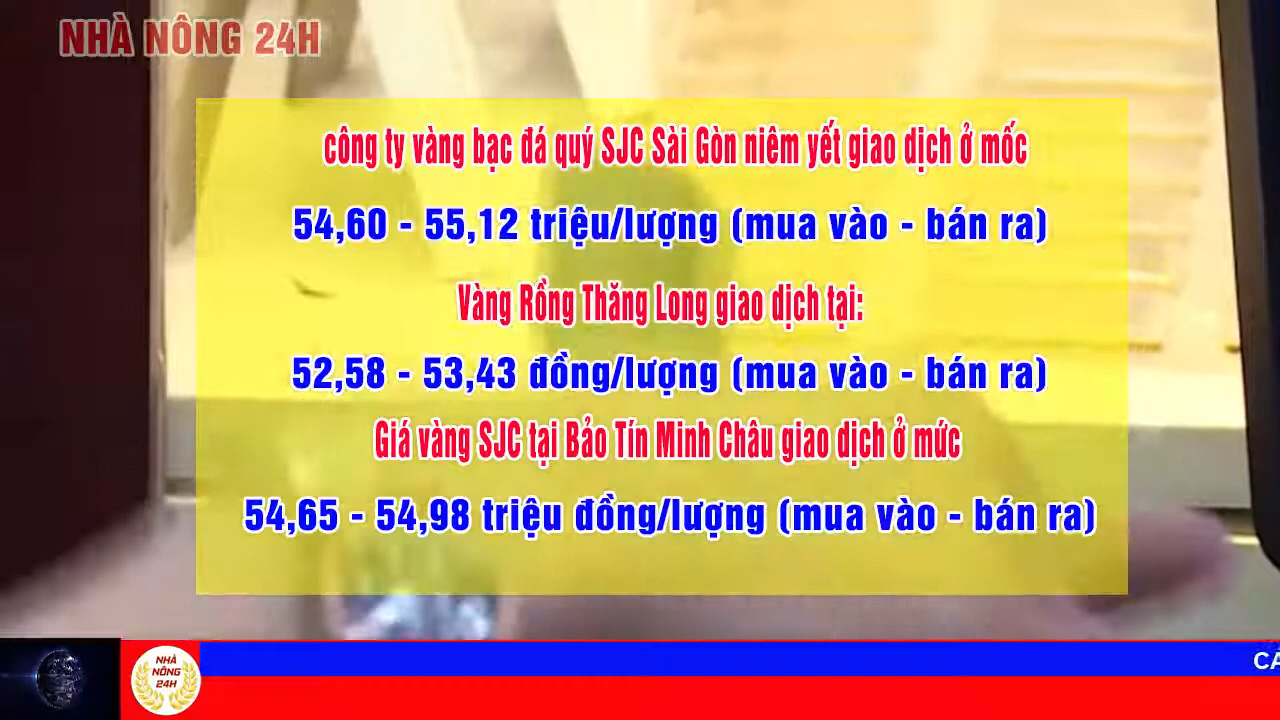 NHÀ NÔNG 24H
công ty vàng bạc đá quý SJC Sài Gòn niêm yết giao dịch ở mốc
54,60 - 55,12 triệu/lượng (mua vào - bán ra)
Vàng Rồng Thăng Long giao dịch tại:
52,58 - 53,43 đồng/lượng (mua vào - bán ra)
Giá vàng SJC tại Bảo Tín Minh Châu giao dịch ở mức
54,65 - 54,98 triệu đồng/lượng (mua vào - bán ra)
NHÀ
NÔNG
24H